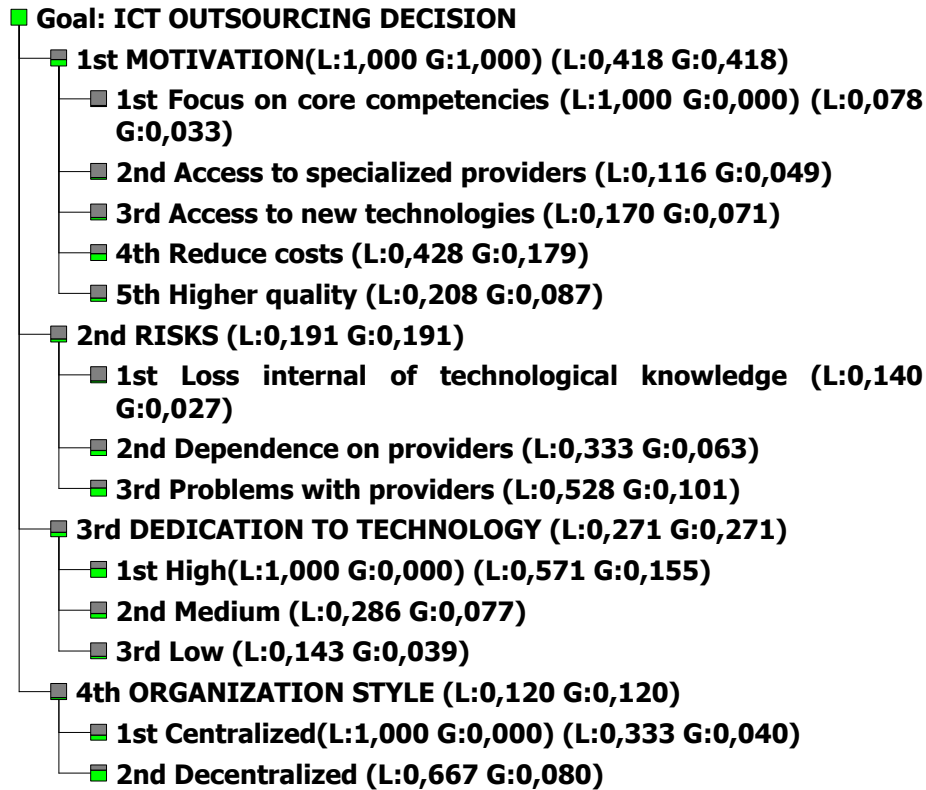 Goal: ICT OUTSOURCING DECISION
1st MOTIVATION(L:1,000 G:1,000) (L:0,418 G:0,418)
1st Focus on core competencies (L:1,000 G:0,000) (L:0,078
G:0,033)
2nd Access to specialized providers (L:0,116 G:0,049)
3rd Access to new technologies (L:0,170 G:0,071)
4th Reduce costs (L:0,428 G:0,179)
5th Higher quality (L:0,208 G:0,087)
2nd RISKS (L:0,191 G:0,191)
1st Loss internal of technological knowledge (L:0,140
G:0,027)
2nd Dependence on providers (L:0,333 G:0,063)
3rd Problems with providers (L:0,528 G:0,101)
3rd DEDICATION TO TECHNOLOGY (L:0,271 G:0,271)
1st High(L:1,000 G:0,000) (L:0,571 G:0,155)
2nd Medium (L:0,286 G:0,077)
3rd Low (L:0,143 G:0,039)
4th ORGANIZATION STYLE (L:0,120 G:0,120)
1st Centralized(L:1,000 G:0,000) (L:0,333 G:0,040)
2nd Decentralized (L:0,667 G:0,080)